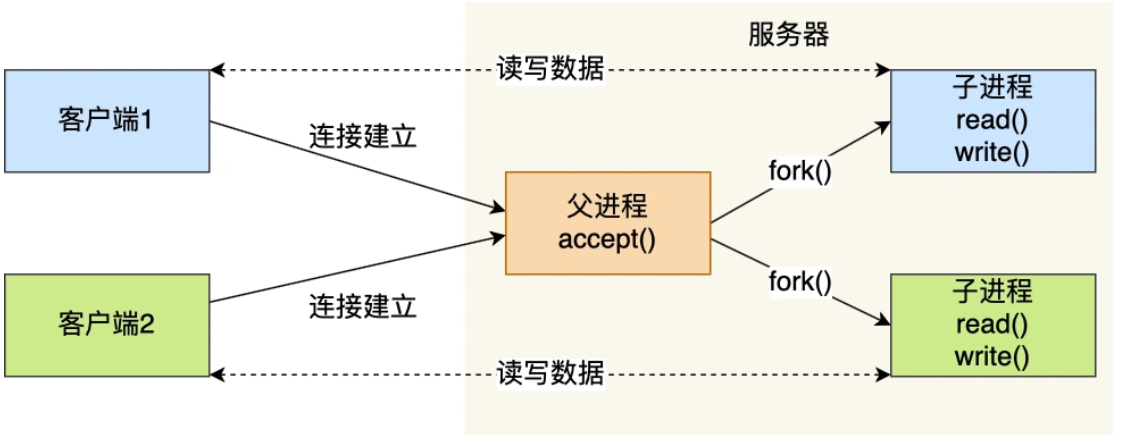 服务器
读写数据
客户端1
子进程
read()
write()
连接建立
fork()
父进程
accept()
客户端2
连接建立
fork()
子进程
read()
write()
读写数据